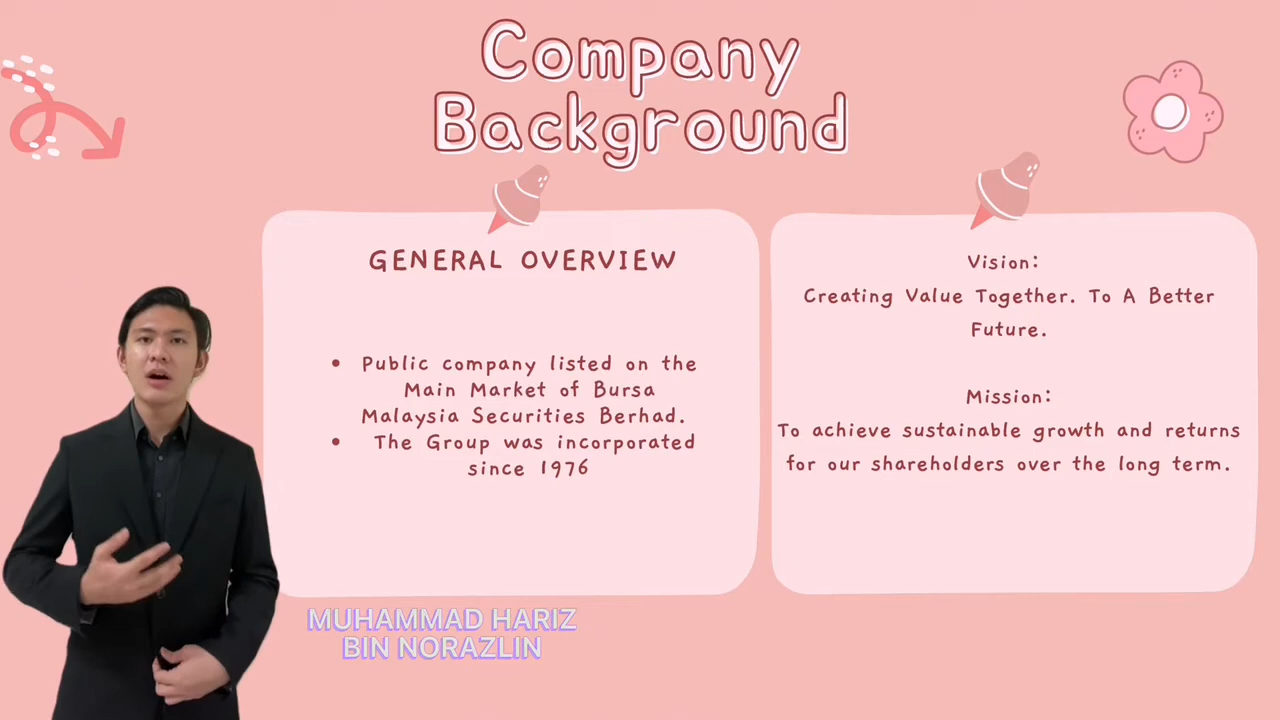 Company
Background
GENERAL OVERVIEW
• Public company listed on the
Main Market of Bursa
Malaysia Securities Berhad.
• The Group was incorporated
since 1976
Vision:
Creating Value Together. To A Better
Future.
Mission:
To achieve sustainable growth and returns
for our shareholders over the long term.
MUHAMMAD HARIZ
BIN NORAZLIN